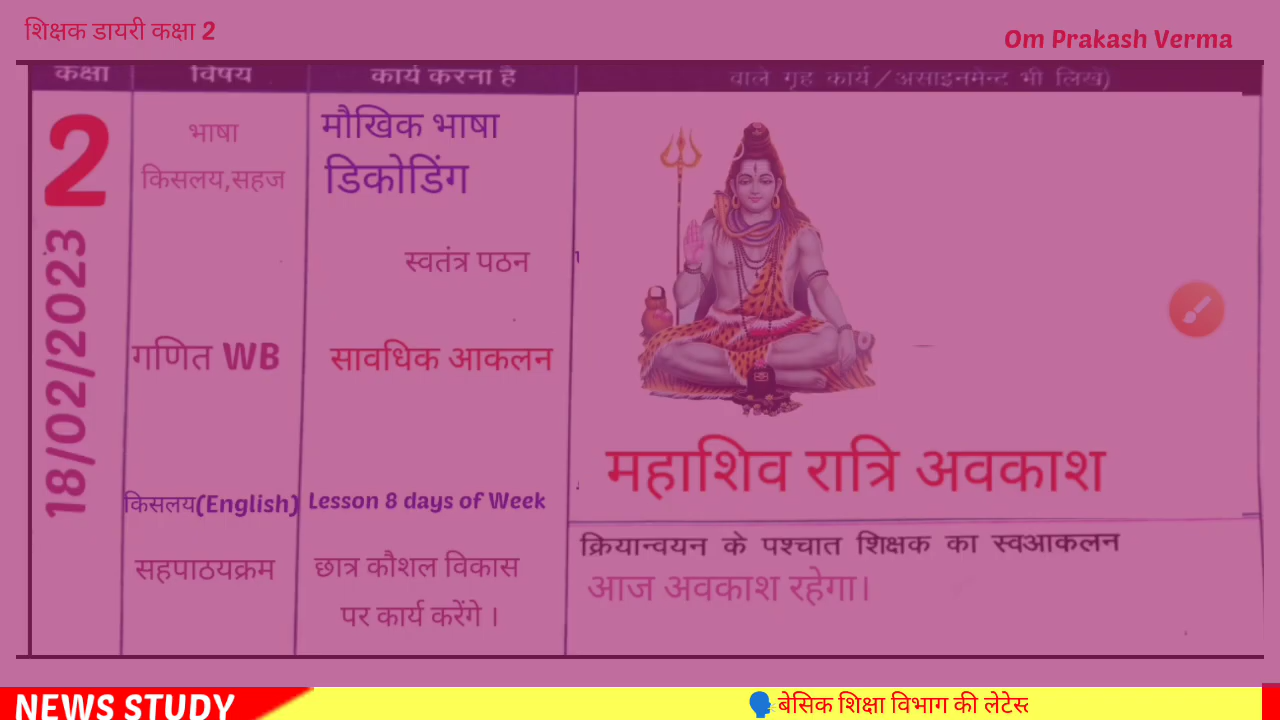 शिक्षक डायरी कक्षा 2
Om Prakash Verma
कक्षा
विषय
कार्य करना है
वाले गृह कार्य / असाइनमेन्ट भी लिखें)
2
18/02/2023
भाषा
किसलय,सहज
मौखिक भाषा
डिकोडिंग
स्वतंत्र पठन
गणित WB
सावधिक आकलन
किसलय(English)
Lesson 8 days of Week
सहपाठयक्रम
छात्र कौशल विकास
पर कार्य करेंगे ।
महाशिव रात्रि अवकाश
क्रियान्वयन के पश्चात शिक्षक का स्वआकलन
आज अवकाश रहेगा।
NEWS STUDY
बेसिक शिक्षा विभाग की लेटेस्ट